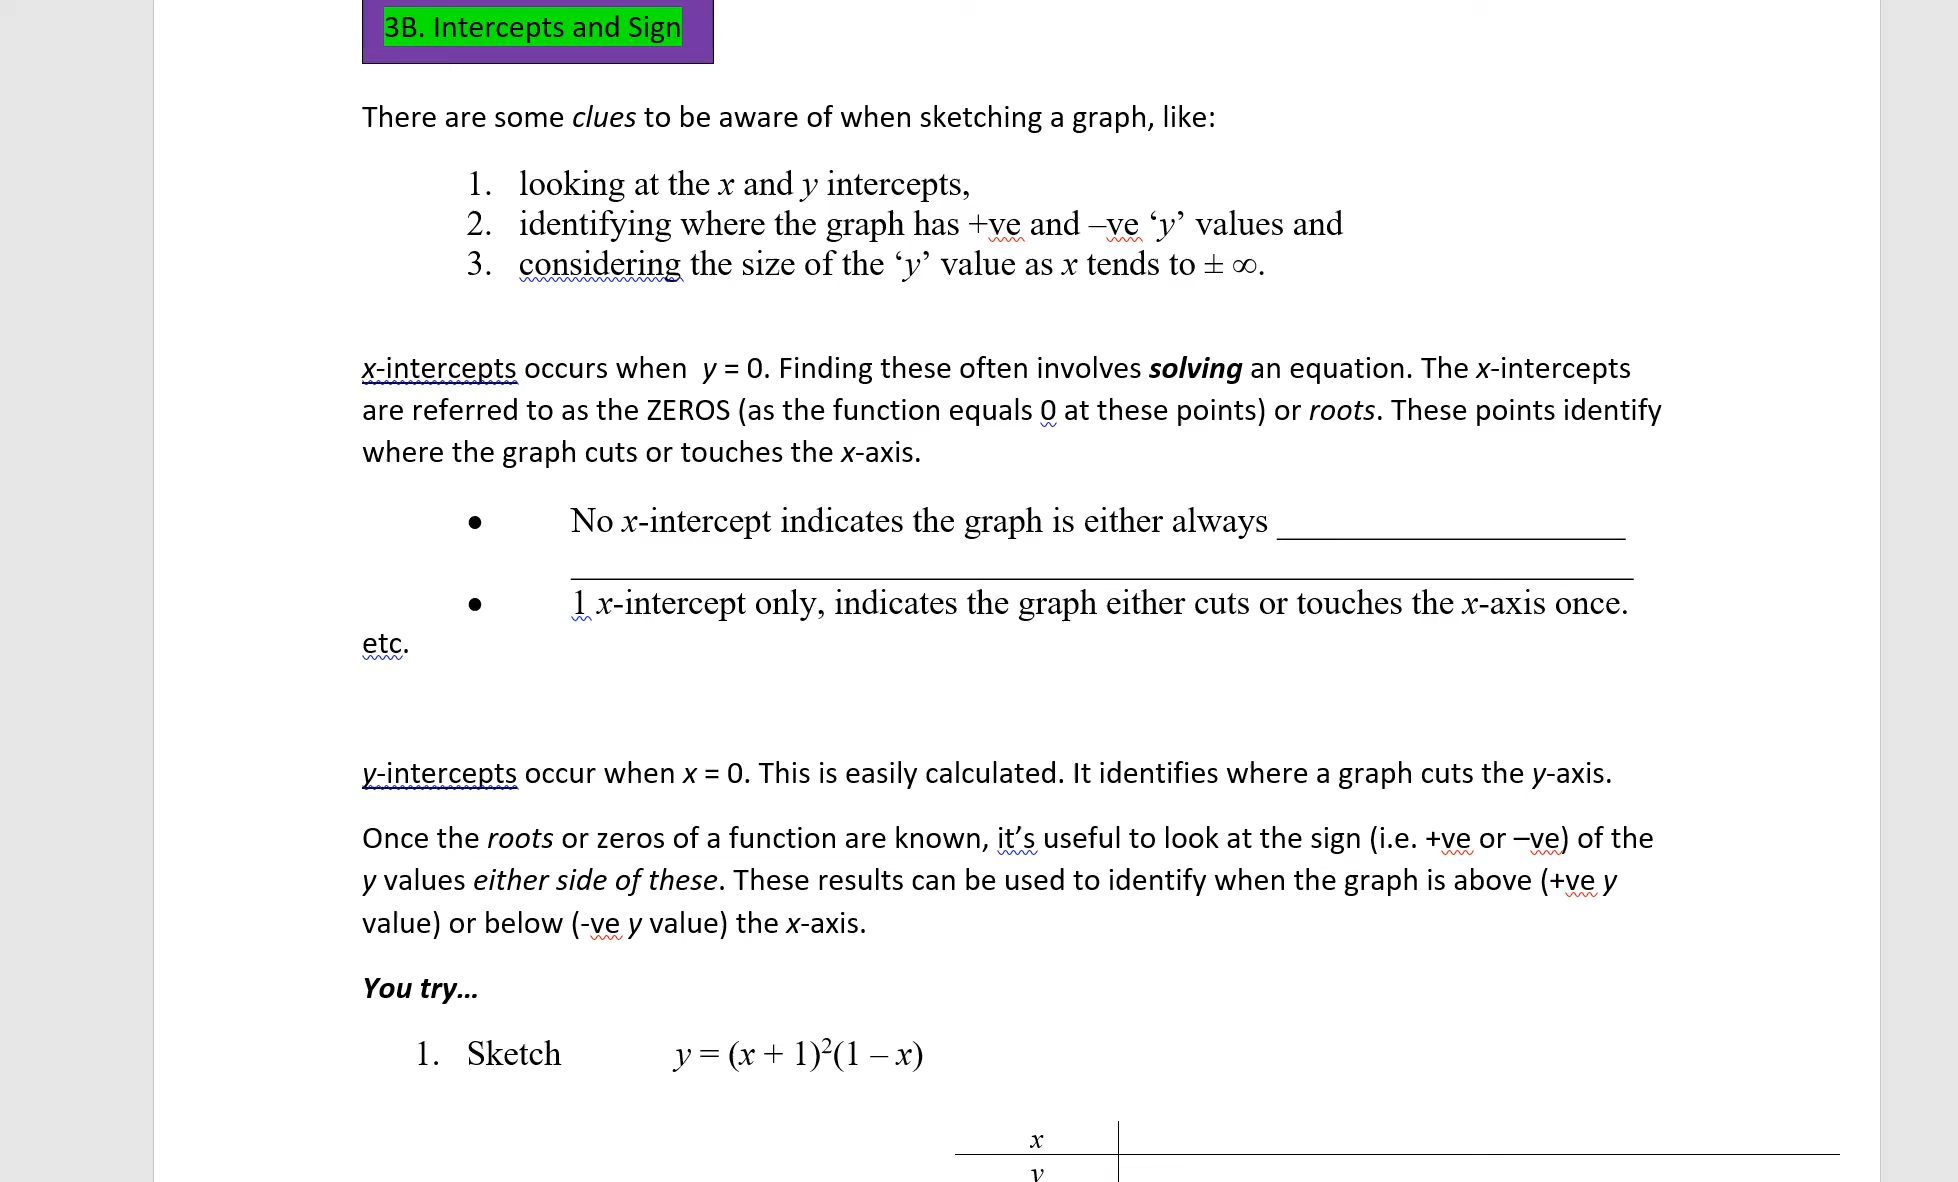 3B. Intercepts and Sign
There are some clues to be aware of when sketching a graph, like:
1. looking at the x and y intercepts,
2. identifying where the graph has +ve and –ve ‘y’ values and
3. considering the size of the ‘y’ value as x tends to ± ∞.
x-intercepts occurs when  y = 0. Finding these often involves solving an equation. The x-intercepts
are referred to as the ZEROS (as the function equals 0 at these points) or roots. These points identify
where the graph cuts or touches the x-axis.
• No x-intercept indicates the graph is either always ____________________
• 1 x-intercept only, indicates the graph either cuts or touches the x-axis once.
etc.
y-intercepts occur when x = 0. This is easily calculated. It identifies where a graph cuts the y-axis.
Once the roots or zeros of a function are known, it’s useful to look at the sign (i.e. +ve or –ve) of the
y values either side of these. These results can be used to identify when the graph is above (+ve y
value) or below (-ve y value) the x-axis.
You try...
1. Sketch y = (x + 1)²(1 – x)
x
y